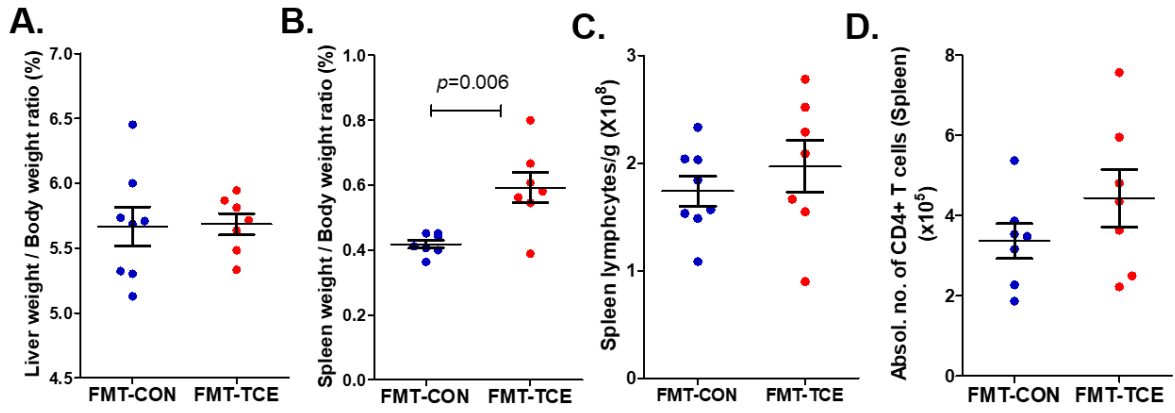 A.
Liver weight / Body weight ratio (%)
7.0
6.5
6.0
5.5
5.0
4.5
FMT-CON FMT-TCE
B.
Spleen weight / Body weight ratio (%)
1.0
0.8
0.6
0.4
0.2
0.0
p=0.006
FMT-CON FMT-TCE
C.
Spleen lymphocytes/g (X10⁸)
3
2
1
0
FMT-CON FMT-TCE
D.
Absol. no. of CD4+ T cells (Spleen)
(x10⁵)
8
6
4
2
0
FMT-CON FMT-TCE